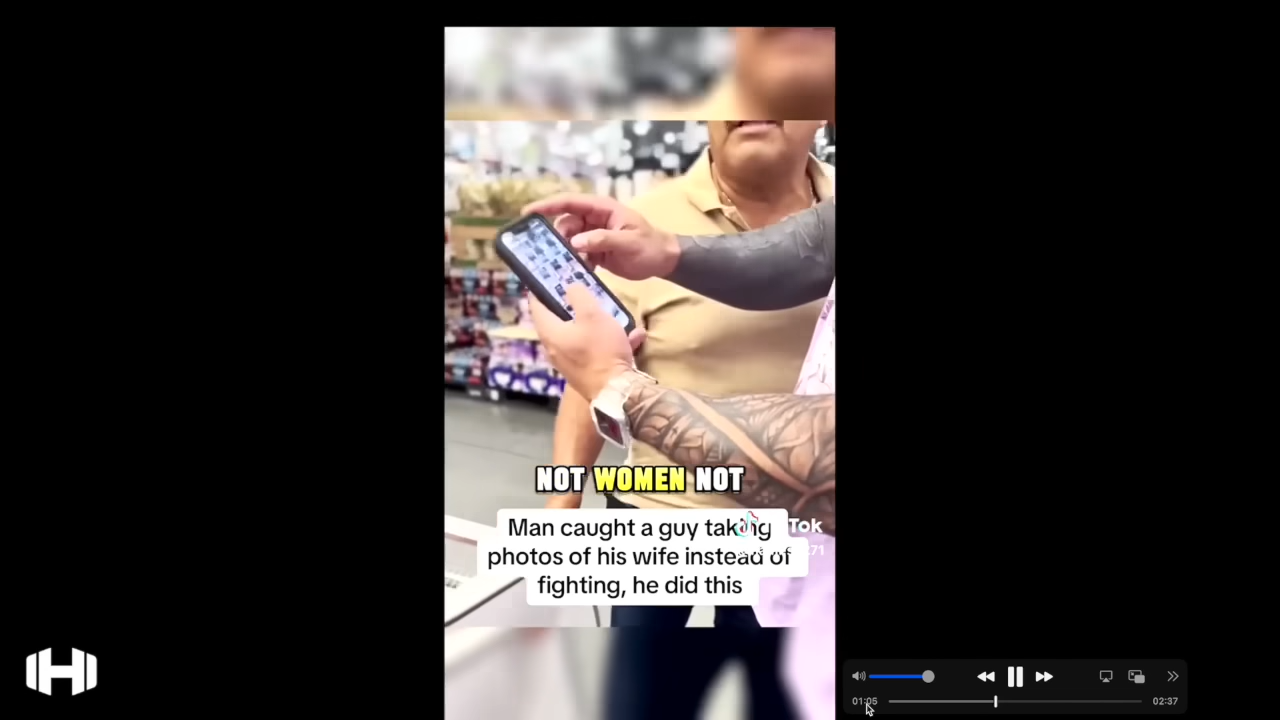 NOT WOMEN NOT
Man caught a guy taking
photos of his wife instead of
fighting, he did this
Tok
01:05
02:37